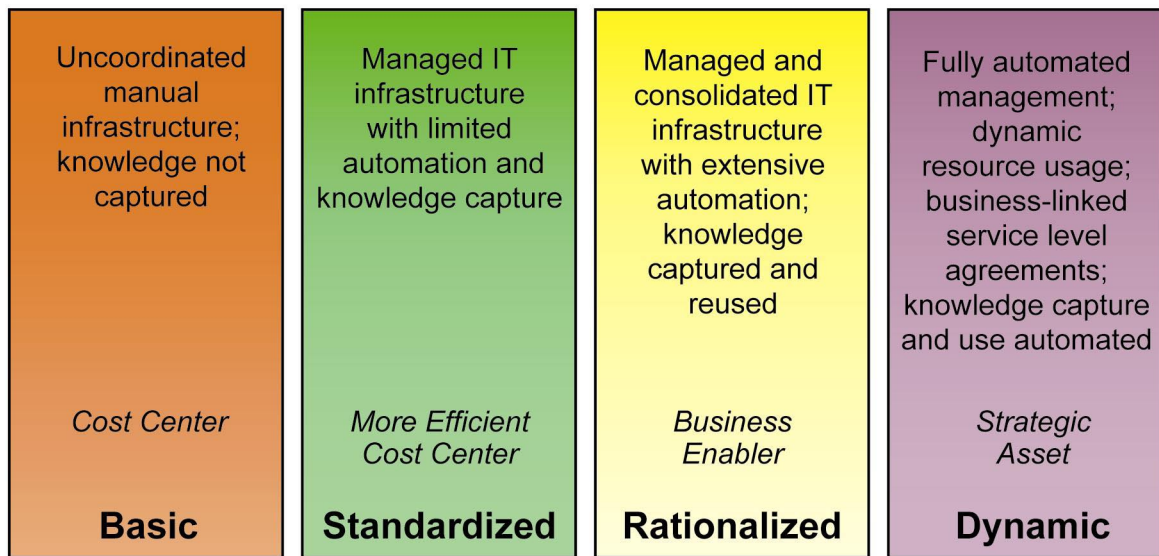 Uncoordinated
manual
infrastructure;
knowledge not
captured
Cost Center
Basic
Managed IT
infrastructure
with limited
automation and
knowledge capture
More Efficient
Cost Center
Standardized
Managed and
consolidated IT
infrastructure
with extensive
automation;
knowledge
captured and
reused
Business
Enabler
Rationalized
Fully automated
management;
dynamic
resource usage;
business-linked
service level
agreements;
knowledge capture
and use automated
Strategic
Asset
Dynamic